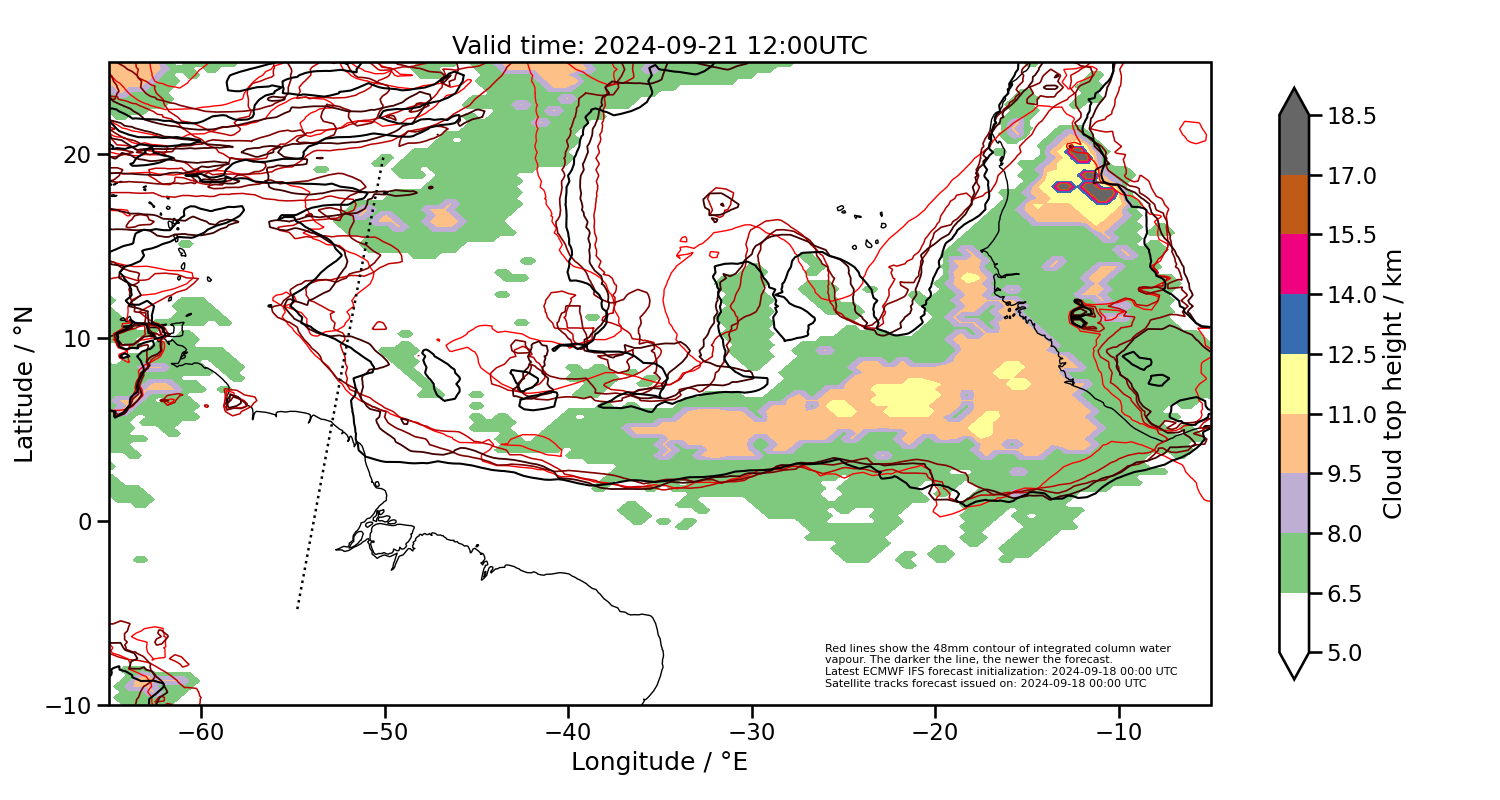 Valid time: 2024-09-21 12:00UTC
Latitude / °N
20
10
0
−10
−60
−50
−40
−30
−20
−10
Longitude / °E
Red lines show the 48mm contour of integrated column water
vapour. The darker the line, the newer the forecast.
Latest ECMWF IFS forecast initialization: 2024-09-18 00:00 UTC
Satellite tracks forecast issued on: 2024-09-18 00:00 UTC
18.5
17.0
15.5
14.0
12.5
11.0
9.5
8.0
6.5
5.0
Cloud top height / km